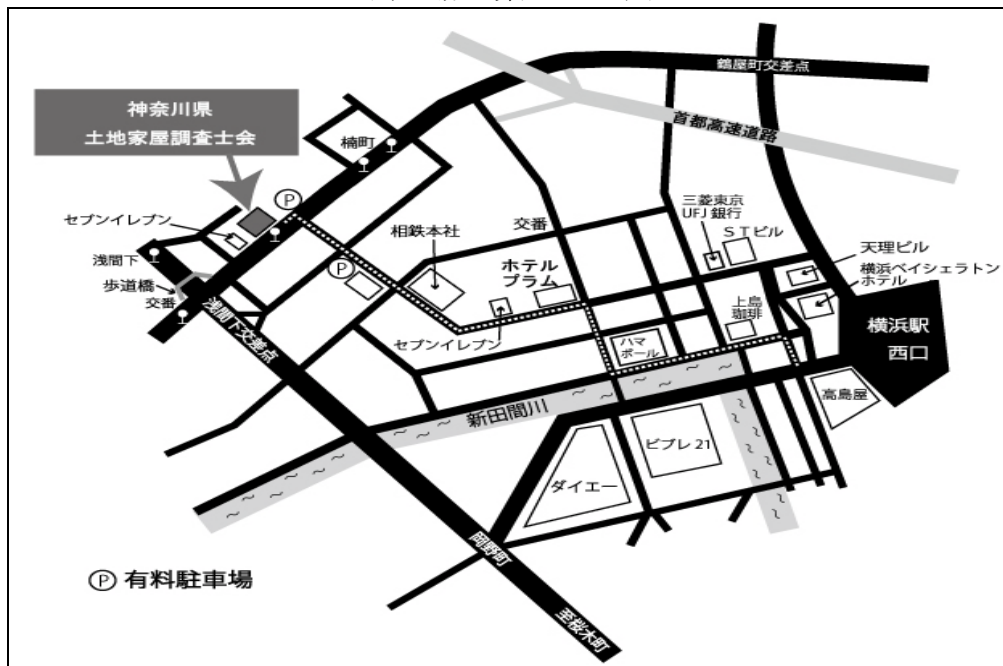 鶴屋町交差点
首都高速道路
神奈川県
土地家屋調査士会
楠町
Ⓟ
セブンイレブン
浅間下
歩道橋
交番
浅間下交差点
Ⓟ
相鉄本社
交番
ホテル
プラム
セブンイレブン
三菱東京
UFJ 銀行
STビル
天理ビル
横浜ベイシェラトン
ホテル
上島
珈琲
ハマ
ボール
横浜駅
西口
高島屋
新田間川
ビブレ21
ダイエー
岡野町
至桜木町
Ⓟ 有料駐車場